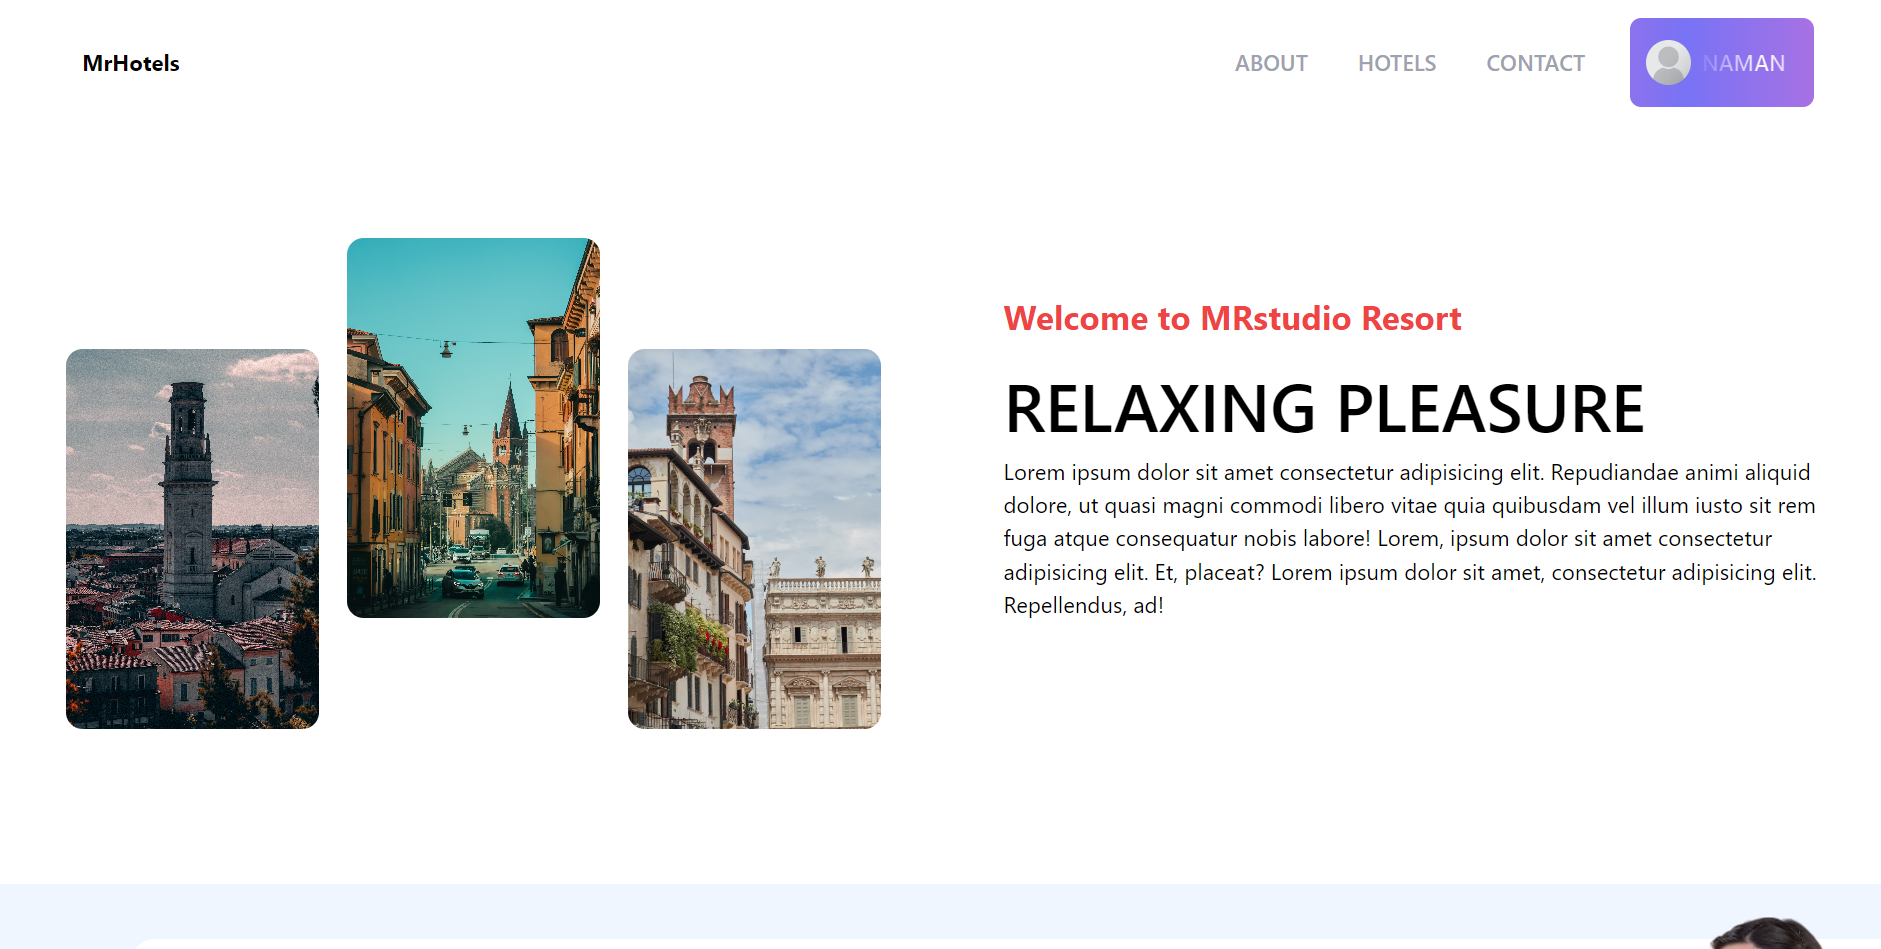 MrHotels
ABOUT
HOTELS
CONTACT
NAMAN
Welcome to MRstudio Resort
RELAXING PLEASURE
Lorem ipsum dolor sit amet consectetur adipisicing elit. Repudiandae animi aliquid
dolore, ut quasi magni commodi libero vitae quia quibusdam vel illum iusto sit rem
fuga atque consequatur nobis labore! Lorem, ipsum dolor sit amet consectetur
adipisicing elit. Et, placeat? Lorem ipsum dolor sit amet, consectetur adipisicing elit.
Repellendus, ad!